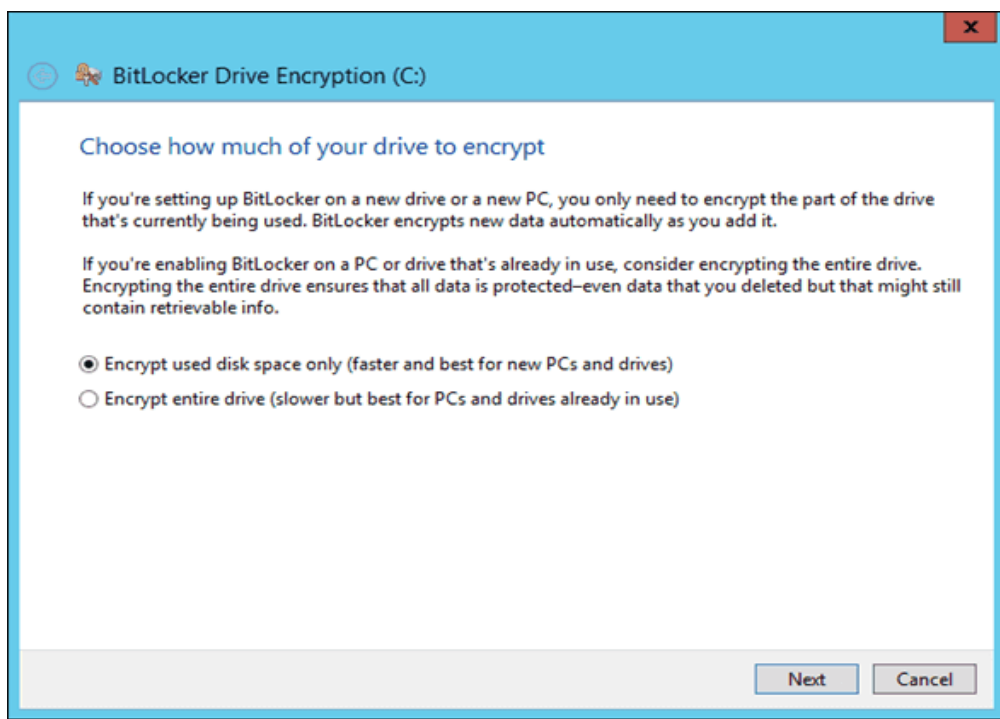 x
BitLocker Drive Encryption (C:)
Choose how much of your drive to encrypt
If you're setting up BitLocker on a new drive or a new PC, you only need to encrypt the part of the drive
that's currently being used. BitLocker encrypts new data automatically as you add it.
If you're enabling BitLocker on a PC or drive that's already in use, consider encrypting the entire drive.
Encrypting the entire drive ensures that all data is protected–even data that you deleted but that might still
contain retrievable info.
Encrypt used disk space only (faster and best for new PCs and drives)
Encrypt entire drive (slower but best for PCs and drives already in use)
Next Cancel